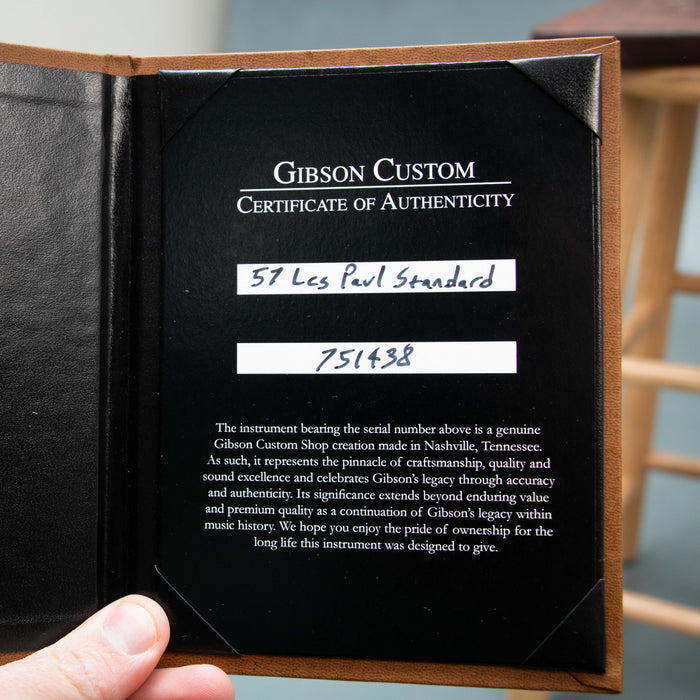 GIBSON CUSTOM
CERTIFICATE OF AUTHENTICITY
57 Les Paul Standard
751438
The instrument bearing the serial number above is a genuine
Gibson Custom Shop creation made in Nashville, Tennessee.
As such, it represents the pinnacle of craftsmanship, quality and
sound excellence and celebrates Gibson's legacy through accuracy
and authenticity. Its significance extends beyond enduring value
and premium quality as a continuation of Gibson's legacy within
music history. We hope you enjoy the pride of ownership for the
long life this instrument was designed to give.